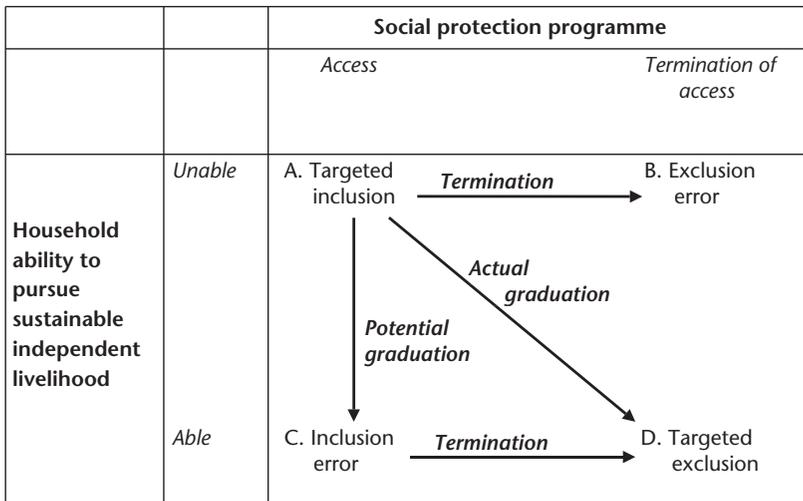 Social protection programme
Access
Termination of
access
Unable
A. Targeted
inclusion
Termination
B. Exclusion
error
Household
ability to
pursue
sustainable
independent
livelihood
Actual
graduation
Potential
graduation
Able
C. Inclusion
error
Termination
D. Targeted
exclusion